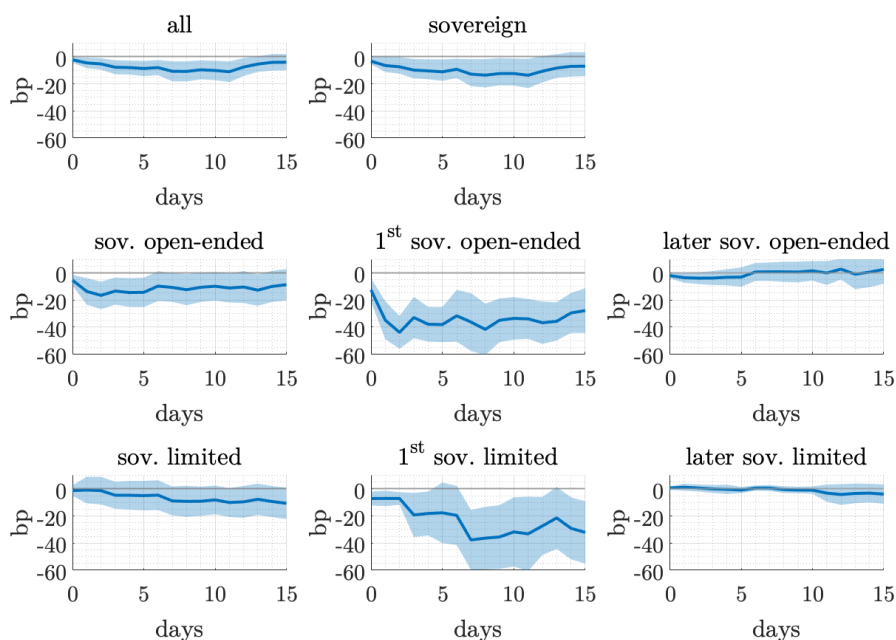 all
sovereign
0
-20
-40
-60
bp
0 5 10 15
days
0
-20
-40
-60
bp
0 5 10 15
days
sov. open-ended
1st sov. open-ended
later sov. open-ended
0
-20
-40
-60
bp
0 5 10 15
days
0
-20
-40
-60
bp
0 5 10 15
days
0
-20
-40
-60
bp
0 5 10 15
days
sov. limited
1st sov. limited
later sov. limited
0
-20
-40
-60
bp
0 5 10 15
days
0
-20
-40
-60
bp
0 5 10 15
days
0
-20
-40
-60
bp
0 5 10 15
days